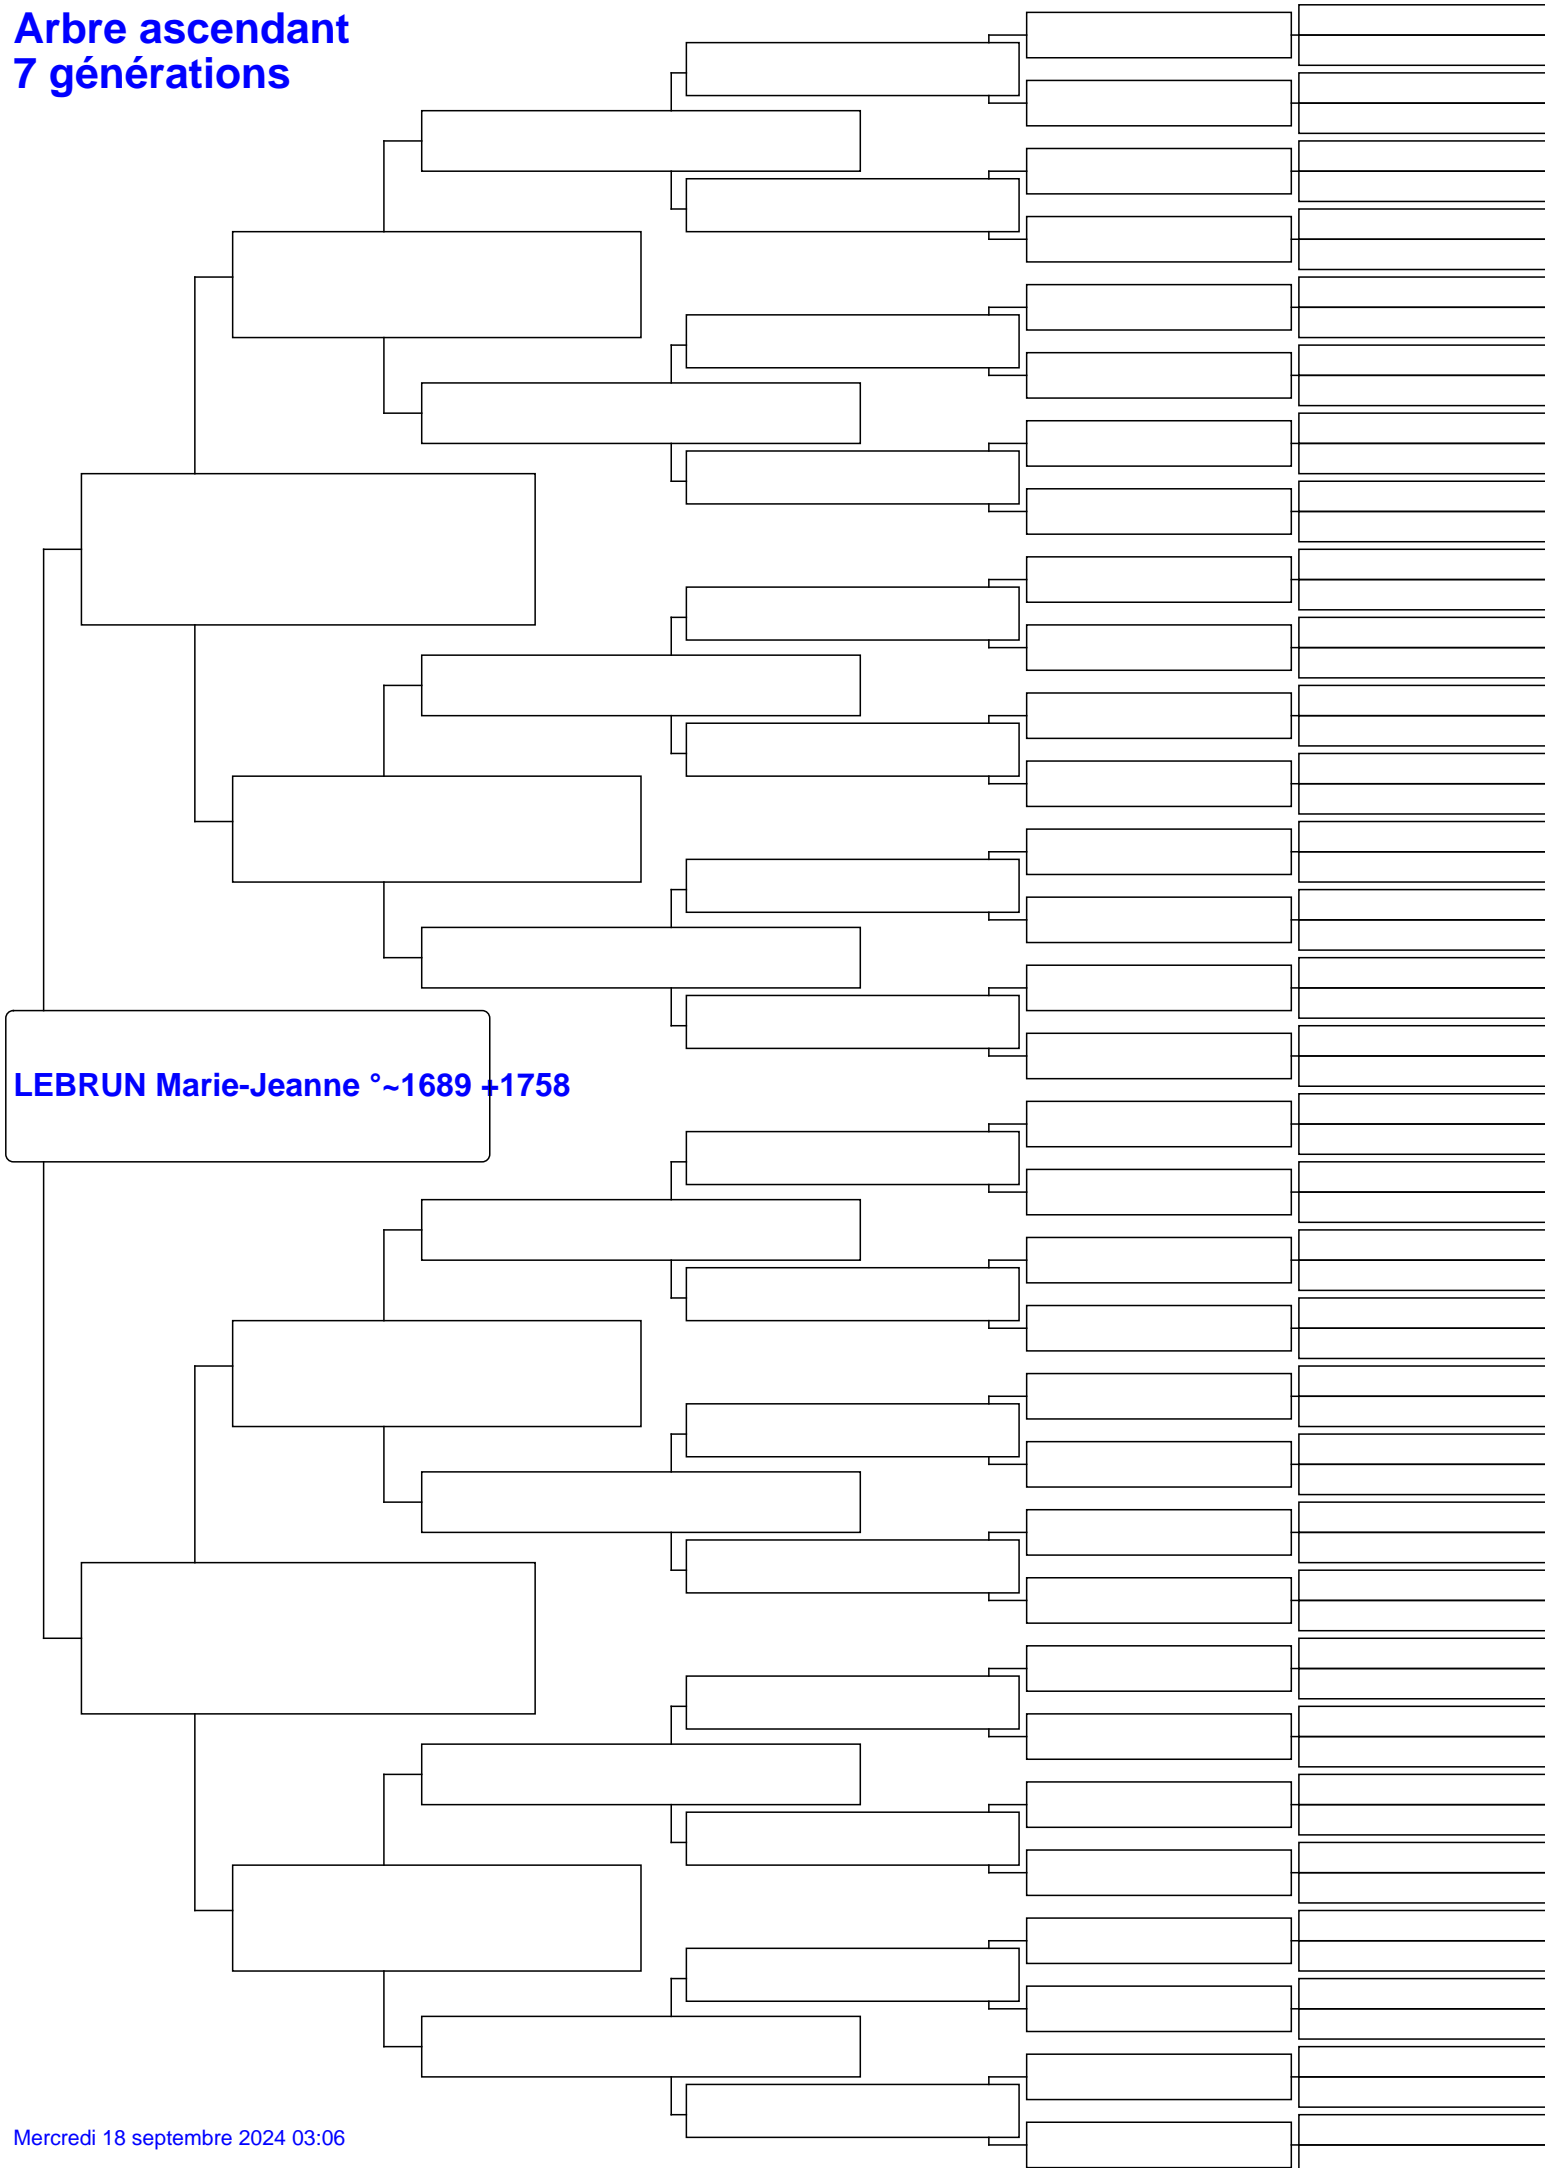 Arbre ascendant
7 générations
LEBRUN Marie-Jeanne °~1689 +1758
Mercredi 18 septembre 2024 03:06